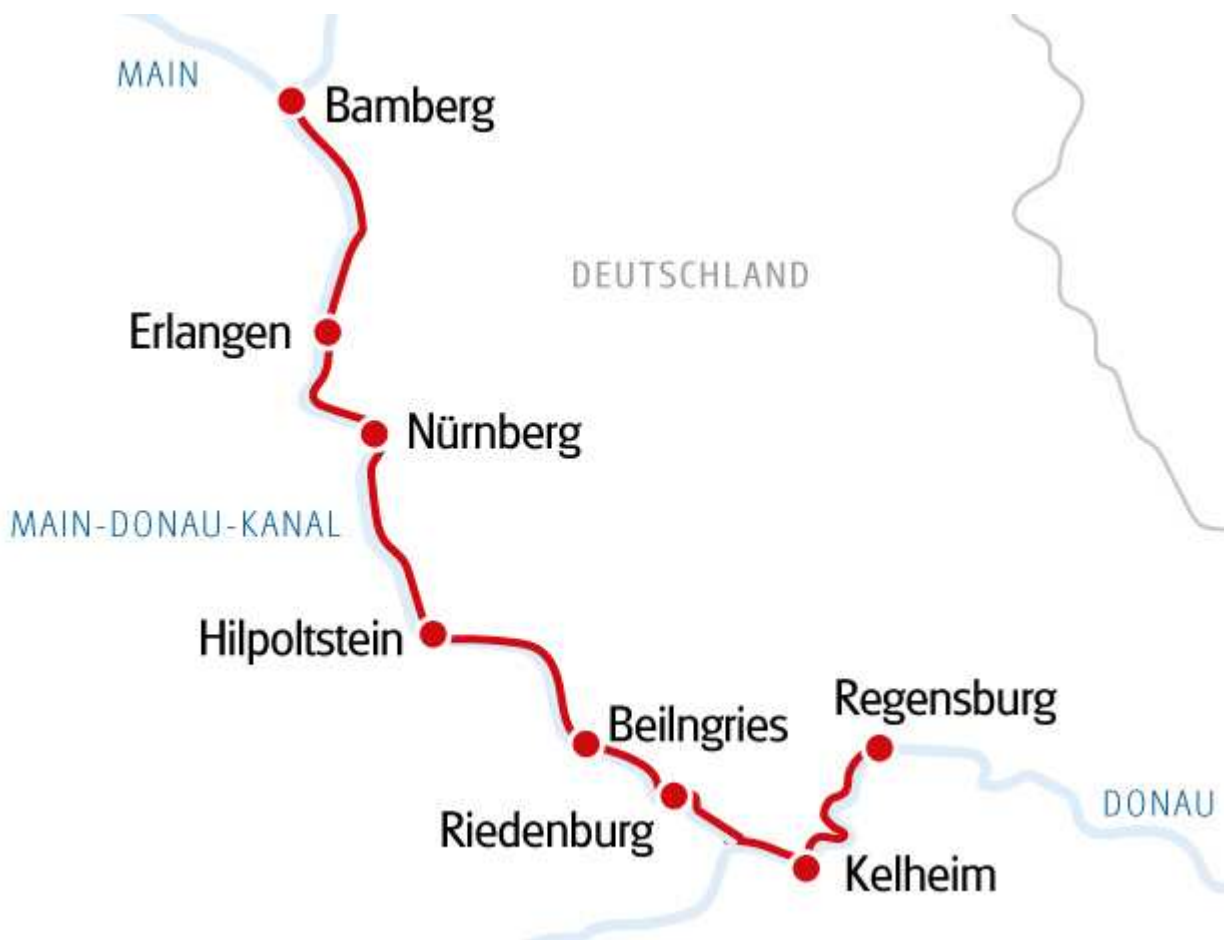 MAIN
Bamberg
DEUTSCHLAND
Erlangen
Nürnberg
MAIN-DONAU-KANAL
Hilpoltstein
Regensburg
Beilngries
DONAU
Riedenburg
Kelheim